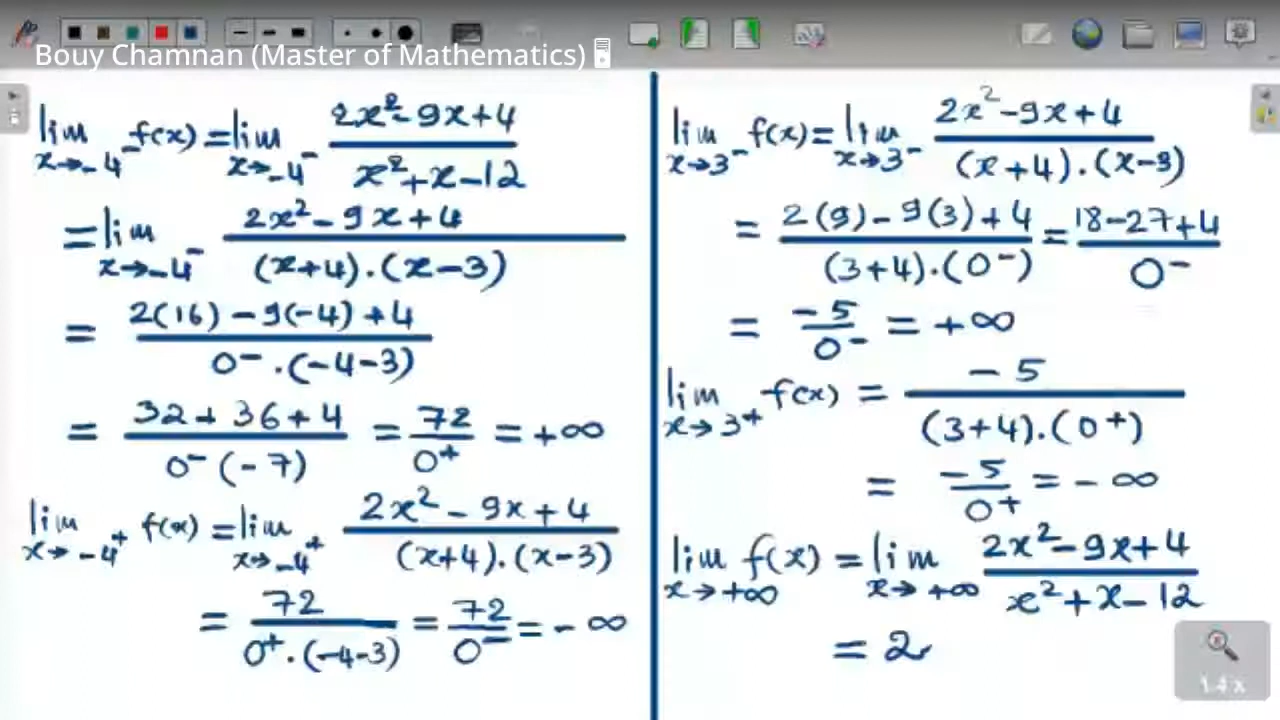 Bouy Chamnan (Master of Mathematics)
lim x→-4⁻ f(x) = lim x→-4⁻ (2x²-9x+4)/(x²+x-12)
= lim x→-4⁻ (2x²-9x+4)/((x+4).(x-3))
= (2(16)-9(-4)+4)/(0⁻.(-4-3))
= (32+36+4)/(0⁻(-7)) = 72/0⁺ = +∞
lim x→-4⁺ f(x) = lim x→-4⁺ (2x²-9x+4)/((x+4).(x-3))
= 72/(0⁺.(-4-3)) = 72/0⁻ = -∞
lim x→3⁻ f(x) = lim x→3⁻ (2x²-9x+4)/((x+4).(x-3))
= (2(9)-9(3)+4)/((3+4).(0⁻)) = (18-27+4)/0⁻
= -5/0⁻ = +∞
lim x→3⁺ f(x) = -5/((3+4).(0⁺))
= -5/0⁺ = -∞
lim x→+∞ f(x) = lim x→+∞ (2x²-9x+4)/(x²+x-12)
= 2
1.4 x